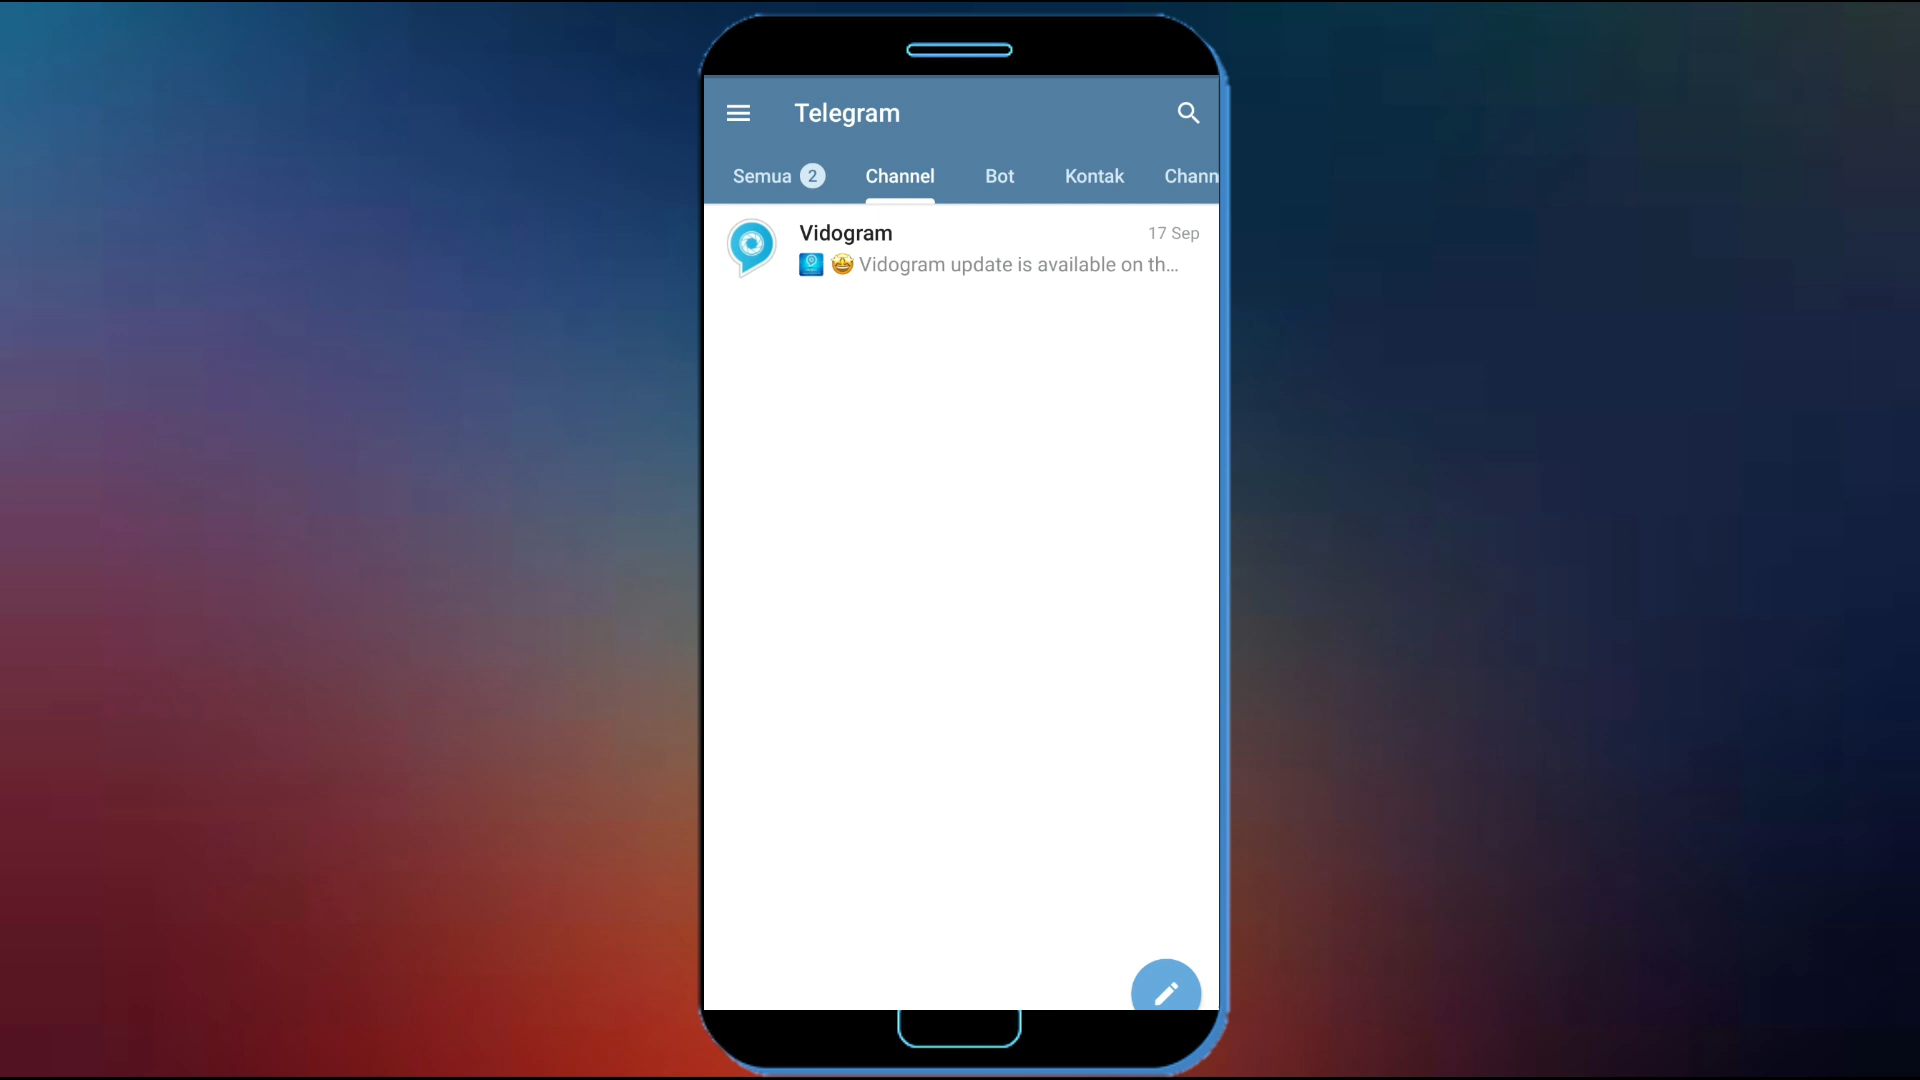 Telegram
Semua 2 Channel Bot Kontak Chann
Vidogram 17 Sep
🤩 Vidogram update is available on th...